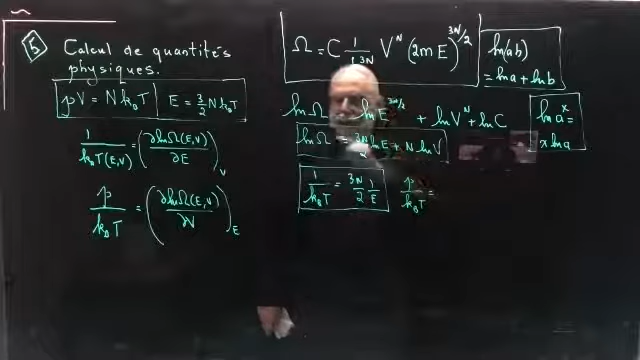 5 Calcul de quantités
physiques.
pV = N k_B T | E = 3/2 N k_B T
1/(k_B T(E,V)) = (∂lnΩ(E,V)/∂E)_V
p/(k_B T) = (∂lnΩ(E,V)/∂V)_E
Ω = C 1/h^3N V^N (2mE)^3N/2
ln(ab)
= ln a + ln b
lnΩ ln E^3N/2 + ln V^N + ln C
ln a^x =
x ln a
lnΩ = 3N/2 ln E + N ln V
1/(k_B T) = 3N/2 1/E
p/(k_B T) =